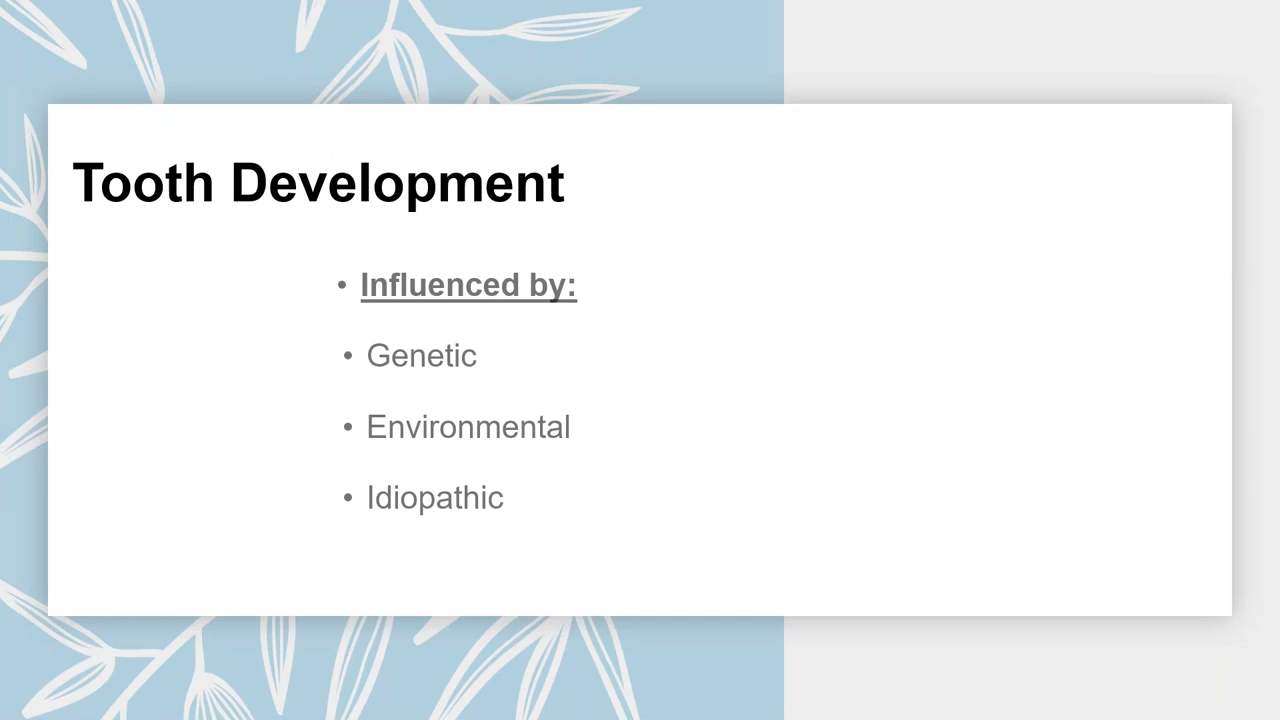 Tooth Development
• Influenced by:
• Genetic
• Environmental
• Idiopathic